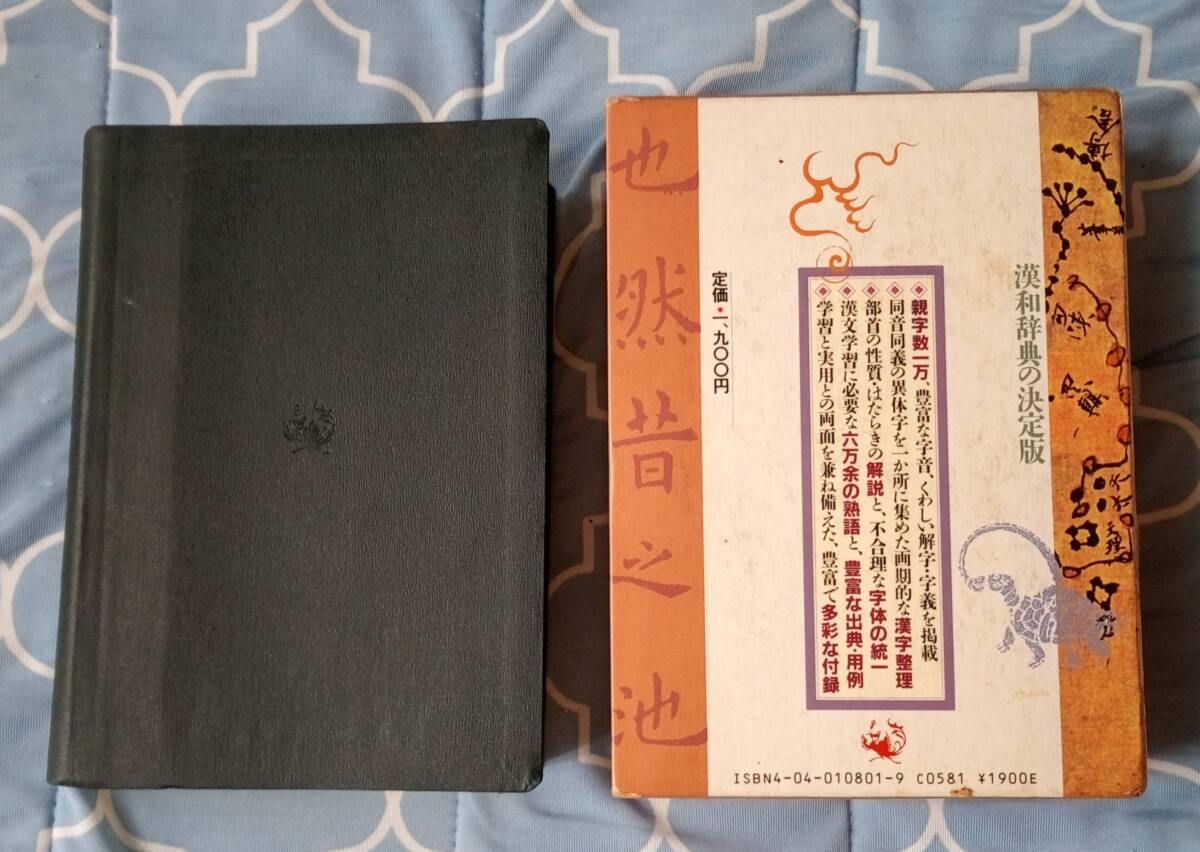 漢和辞典の決定版
◈親字数一万、豊富な字音、くわしい解字・字義を掲載
◈同音同義の異体字を一か所に集めた画期的な漢字整理
◈部首の性質・はたらきの解説と、不合理な字体の統一
◈漢文学習に必要な六万余の熟語と、豊富な出典・用例
◈学習と実用との両面を兼ね備えた、豊富で多彩な付録
定価・一、九〇〇円
也然昔之池
ISBN4-04-010801-9 C0581 ¥1900E